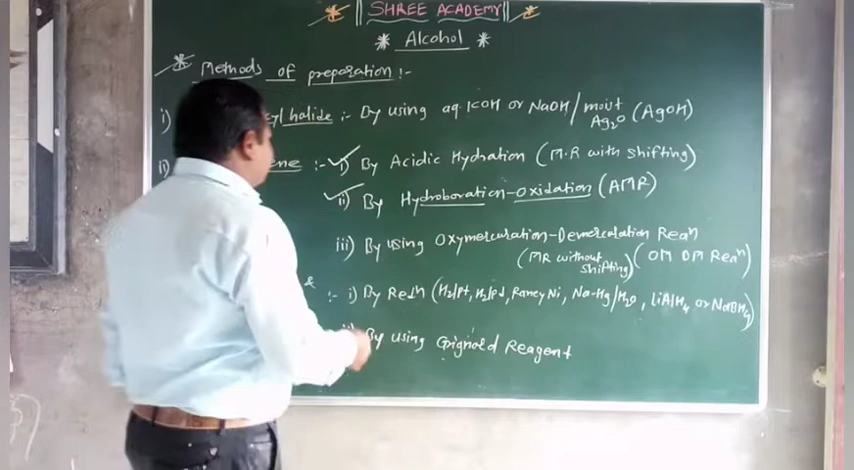 SHREE ACADEMY
Alcohol
Methods of preparation :-
i) yl halide :- By using aq. KOH or NaOH / moist Ag2O (AgOH)
ii) ene :- i) By Acidic Hydration (M.R with shifting)
ii) By Hydroboration-Oxidation (AMR)
iii) By using Oxymercuration-Demercuration Reaⁿ
(MR without shifting) (OM DM Reaⁿ)
& :- i) By Redⁿ (H2/Pt, H2/Pd, Raney Ni, Na-Hg/H2O, LiAlH4 or NaBH4)
By using Grignard Reagent